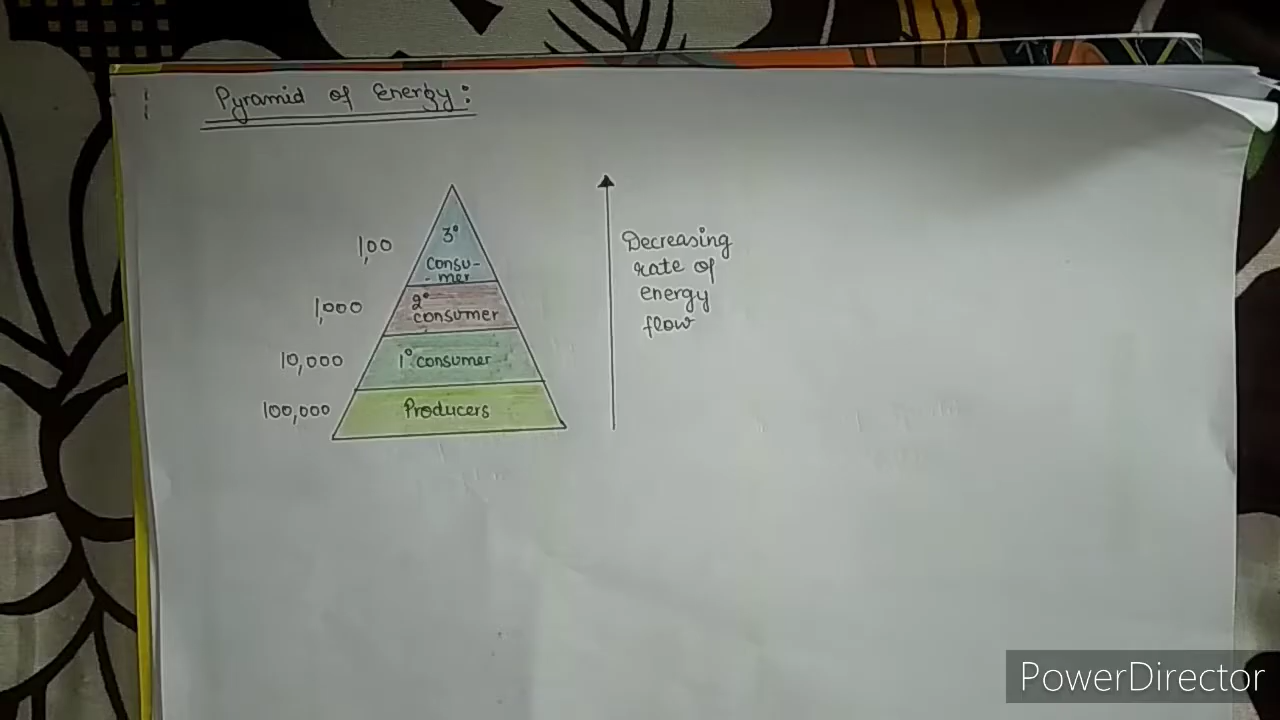 Pyramid of Energy:
1,00
3°
consu-
-mer
1,000
2°
consumer
10,000
1° consumer
100,000
Producers
Decreasing
rate of
energy
flow
PowerDirector